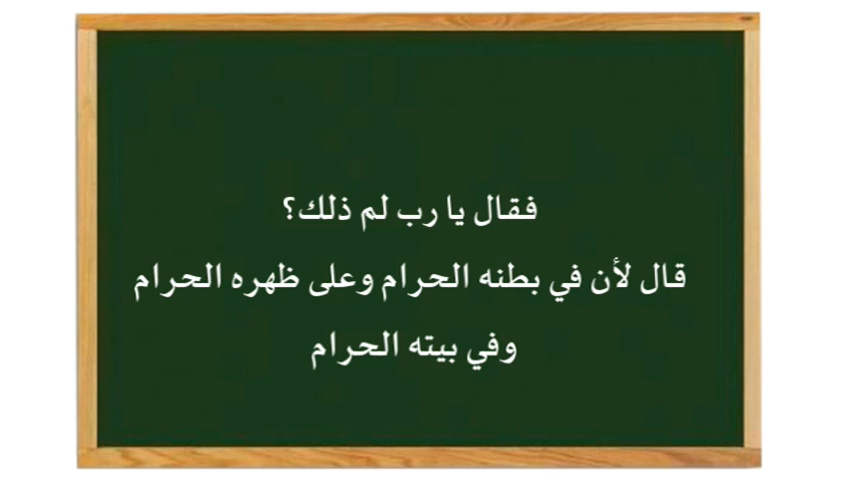 فقال يا رب لم ذلك؟
قال لأن في بطنه الحرام وعلى ظهره الحرام
وفي بيته الحرام